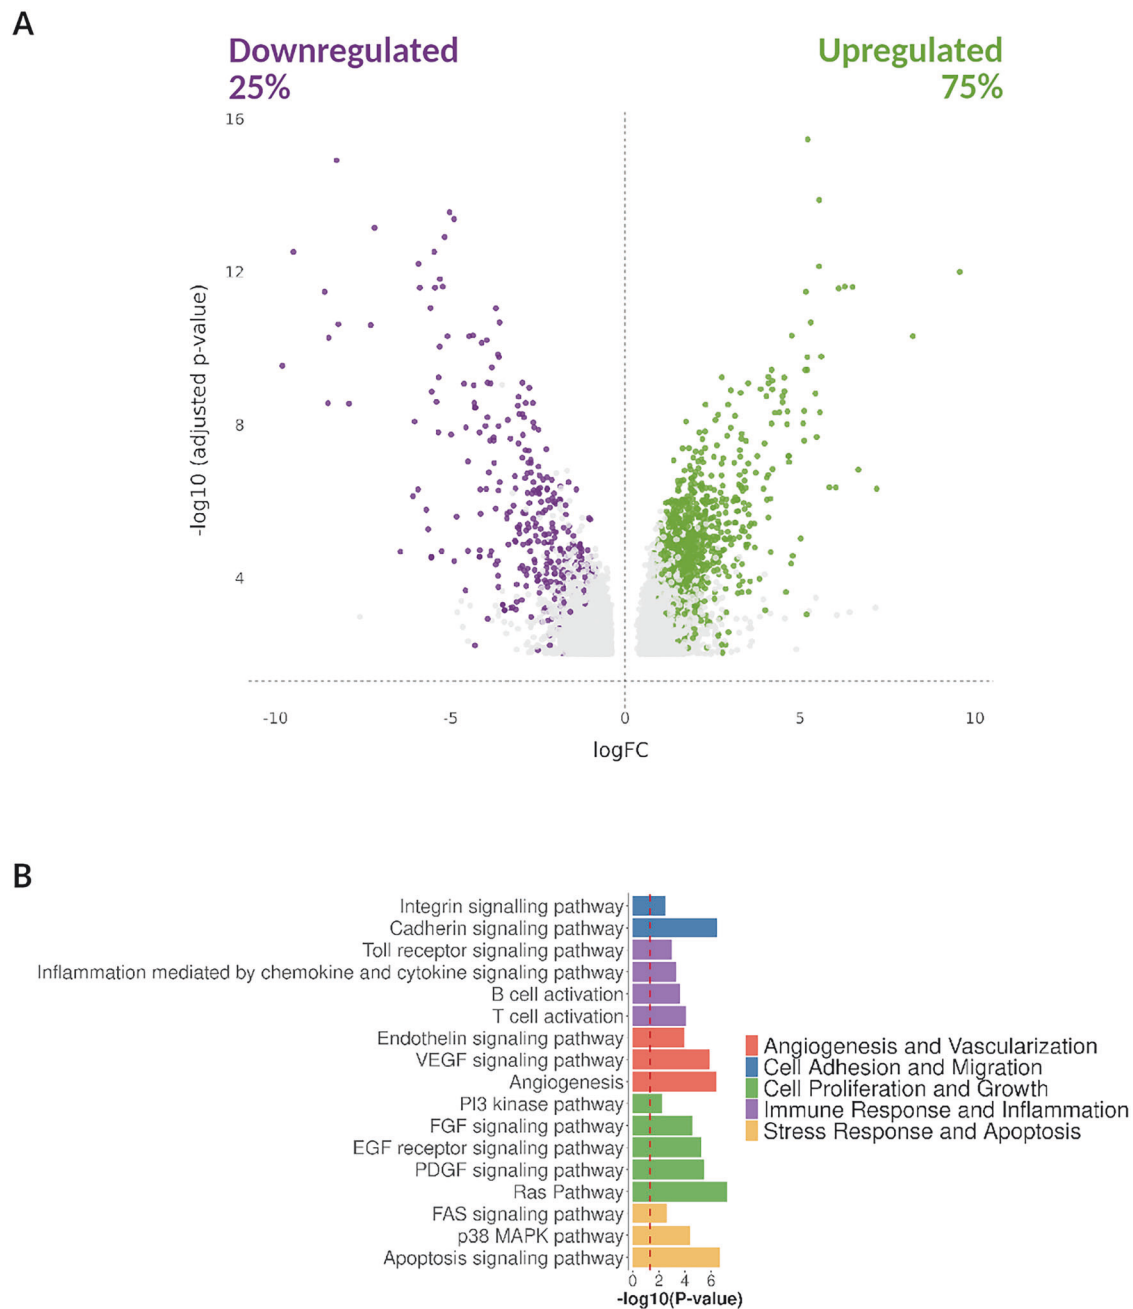 A
Downregulated
25%
Upregulated
75%
16
12
8
4
-log10 (adjusted p-value)
-10 -5 0 5 10
logFC
B
Integrin signalling pathway
Cadherin signaling pathway
Toll receptor signaling pathway
Inflammation mediated by chemokine and cytokine signaling pathway
B cell activation
T cell activation
Endothelin signaling pathway
VEGF signaling pathway
Angiogenesis
PI3 kinase pathway
FGF signaling pathway
EGF receptor signaling pathway
PDGF signaling pathway
Ras Pathway
FAS signaling pathway
p38 MAPK pathway
Apoptosis signaling pathway
0 2 4 6
-log10(P-value)
Angiogenesis and Vascularization
Cell Adhesion and Migration
Cell Proliferation and Growth
Immune Response and Inflammation
Stress Response and Apoptosis